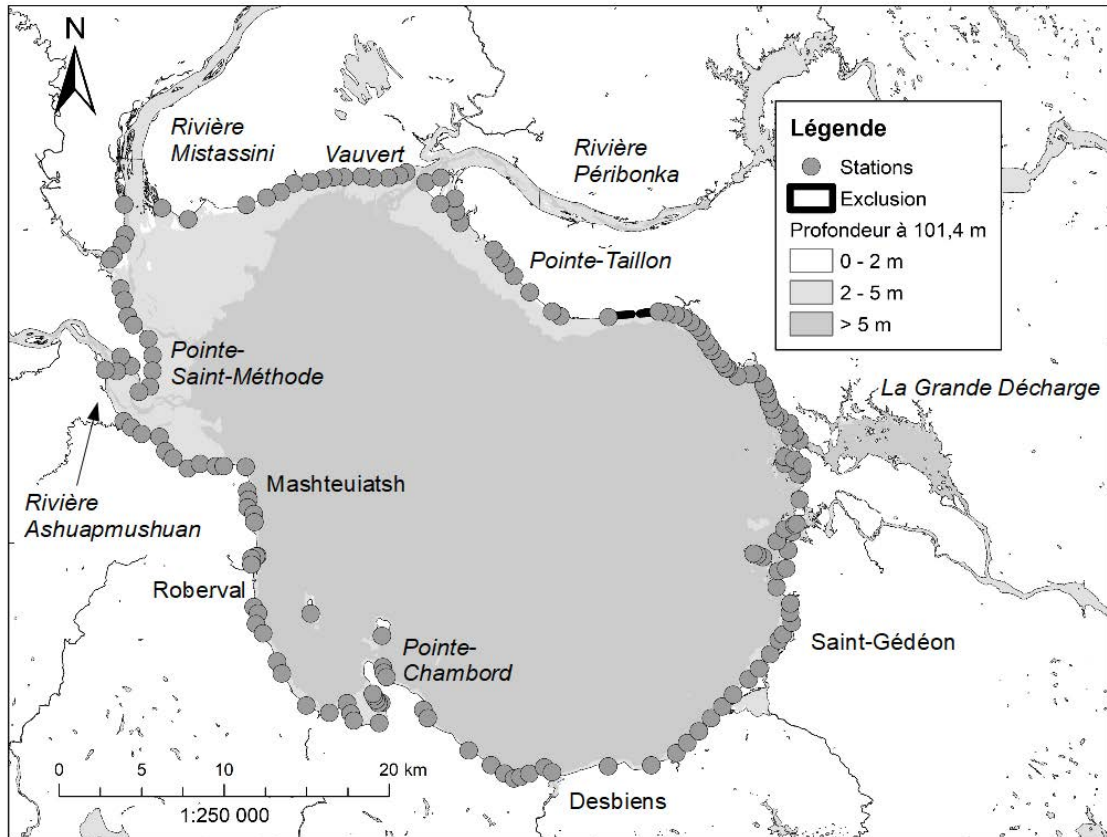 N
Rivière
Mistassini
Vauvert
Rivière
Péribonka
Légende
Stations
Exclusion
Profondeur à 101,4 m
0 - 2 m
2 - 5 m
> 5 m
Pointe-Taillon
Pointe-
Saint-Méthode
La Grande Décharge
Mashteuiatsh
Rivière
Ashuapmushuan
Roberval
Pointe-
Chambord
Saint-Gédéon
0 5 10 20 km
1:250 000
Desbiens